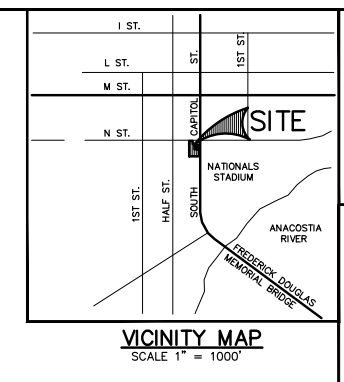 I ST.
L ST.
M ST.
N ST.
SOUTH CAPITOL ST.
1ST ST.
SITE
NATIONALS
STADIUM
1ST ST.
HALF ST.
ANACOSTIA
RIVER
FREDERICK DOUGLAS
MEMORIAL BRIDGE
VICINITY MAP
SCALE 1" = 1000'